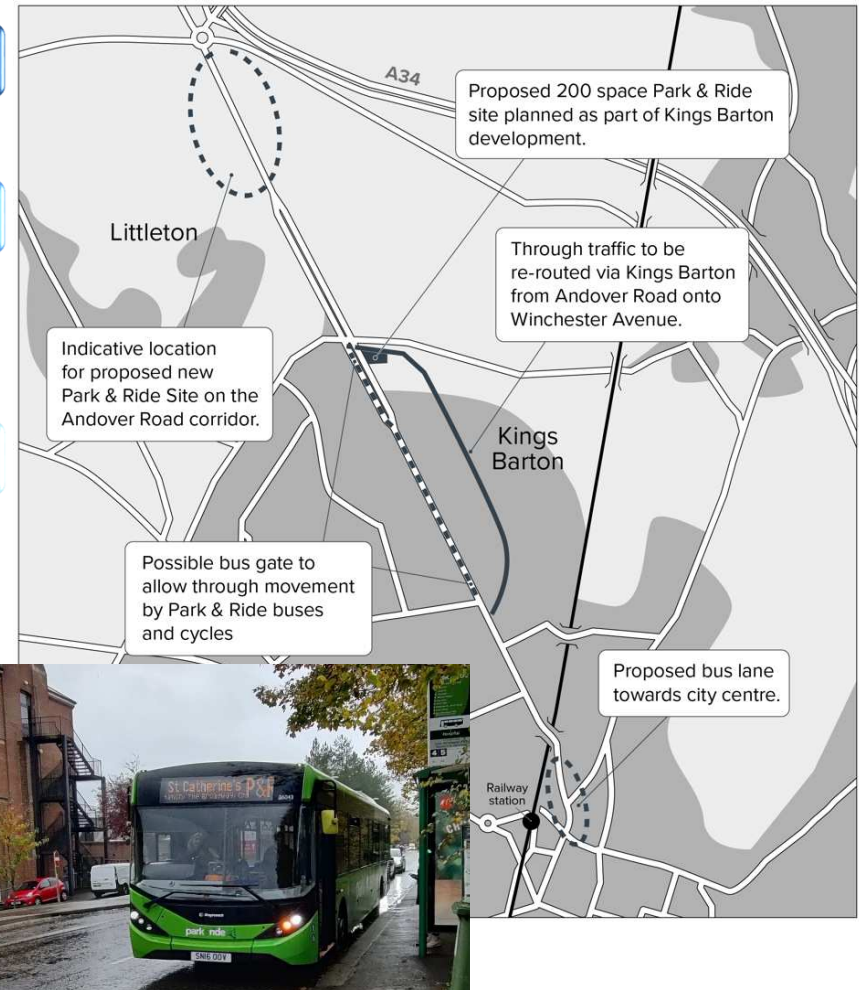 A34
Proposed 200 space Park & Ride
site planned as part of Kings Barton
development.
Littleton
Through traffic to be
re-routed via Kings Barton
from Andover Road onto
Winchester Avenue.
Indicative location
for proposed new
Park & Ride Site on the
Andover Road corridor.
Kings
Barton
Possible bus gate to
allow through movement
by Park & Ride buses
and cycles
Proposed bus lane
towards city centre.
Railway
station
St Catherine's P&R
park ride
SN16 OOV